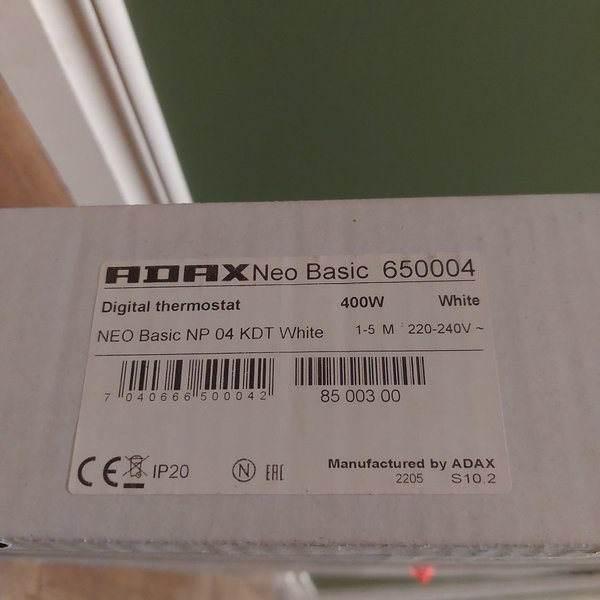 ADAX Neo Basic 650004
Digital thermostat 400W White
NEO Basic NP 04 KDT White 1-5 M 220-240V ~
7 040666 500042 85 003 00
CE IP20 N EAC Manufactured by ADAX
2205 S10.2